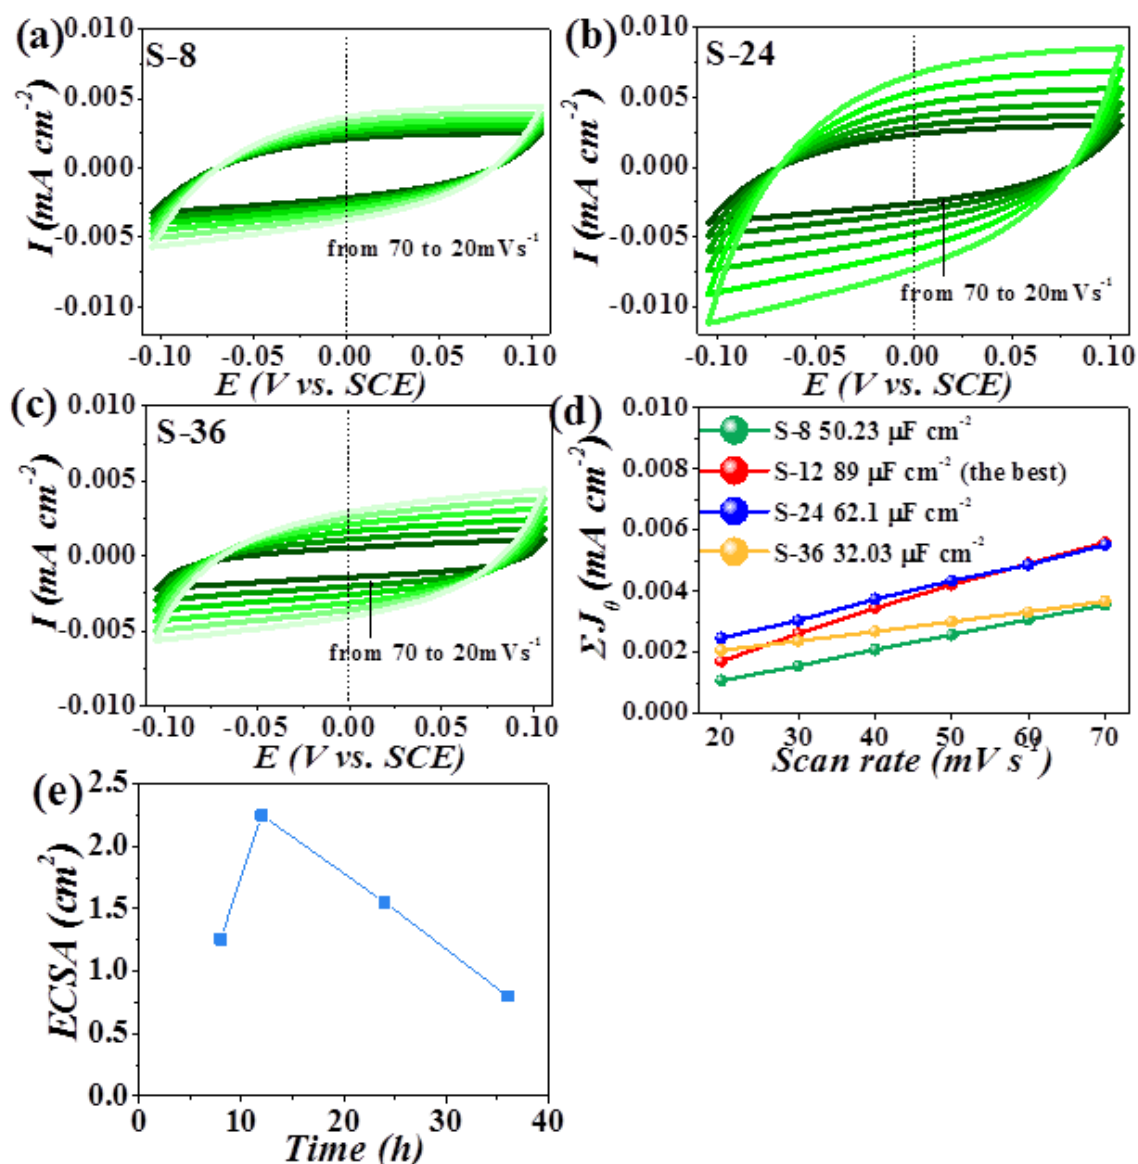 (a)
S-8
0.010
0.005
0.000
-0.005
-0.010
I (mA cm⁻²)
from 70 to 20mVs⁻¹
-0.10 -0.05 0.00 0.05 0.10
E (V vs. SCE)
(b)
S-24
0.010
0.005
0.000
-0.005
-0.010
I (mA cm⁻²)
from 70 to 20mVs⁻¹
-0.10 -0.05 0.00 0.05 0.10
E (V vs. SCE)
(c)
S-36
0.010
0.005
0.000
-0.005
-0.010
I (mA cm⁻²)
from 70 to 20mVs⁻¹
-0.10 -0.05 0.00 0.05 0.10
E (V vs. SCE)
(d)
S-8 50.23 μF cm⁻²
S-12 89 μF cm⁻² (the best)
S-24 62.1 μF cm⁻²
S-36 32.03 μF cm⁻²
0.010
0.008
0.006
0.004
0.002
0.000
ΣJθ (mA cm⁻²)
20 30 40 50 60 70
Scan rate (mV s⁻¹)
(e)
2.5
2.0
1.5
1.0
0.5
0.0
ECSA (cm²)
0 10 20 30 40
Time (h)